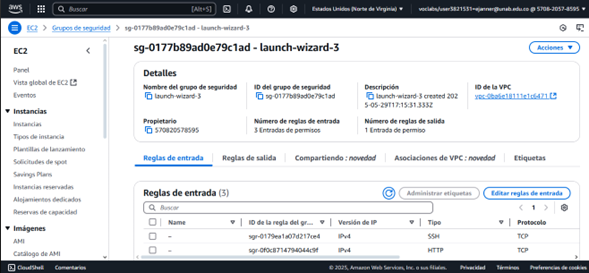 aws
Buscar
[Alt+S]
Estados Unidos (Norte de Virginia)
voclabs/user3821531=ejanner@unab.edu.co @ 5708-2057-8595
EC2 > Grupos de seguridad > sg-0177b89ad0e79c1ad - launch-wizard-3
EC2
Panel
Vista global de EC2
Eventos
Instancias
Instancias
Tipos de instancia
Plantillas de lanzamiento
Solicitudes de spot
Savings Plans
Instancias reservadas
Alojamientos dedicados
Reservas de capacidad
Imágenes
AMI
Catálogo de AMI
sg-0177b89ad0e79c1ad - launch-wizard-3
Acciones
Detalles
Nombre del grupo de seguridad
launch-wizard-3
ID del grupo de seguridad
sg-0177b89ad0e79c1ad
Descripción
launch-wizard-3 created 202
5-05-29T17:15:31.333Z
ID de la VPC
vpc-0ba6e18111e1c6471
Propietario
570820578595
Número de reglas de entrada
3 Entradas de permisos
Número de reglas de salida
1 Entrada de permiso
Reglas de entrada
Reglas de salida
Compartiendo : novedad
Asociaciones de VPC : novedad
Etiquetas
Reglas de entrada (3)
Administrar etiquetas
Editar reglas de entrada
Buscar
1
Name
ID de la regla del gr...
Versión de IP
Tipo
Protocolo
– sgr-0179ea1a07d217ce4 IPv4 SSH TCP
– sgr-0f0c8714794044c9f IPv4 HTTP TCP
CloudShell
Comentarios
© 2025, Amazon Web Services, Inc. o sus filiales.
Privacidad
Términos
Preferencias de cookies